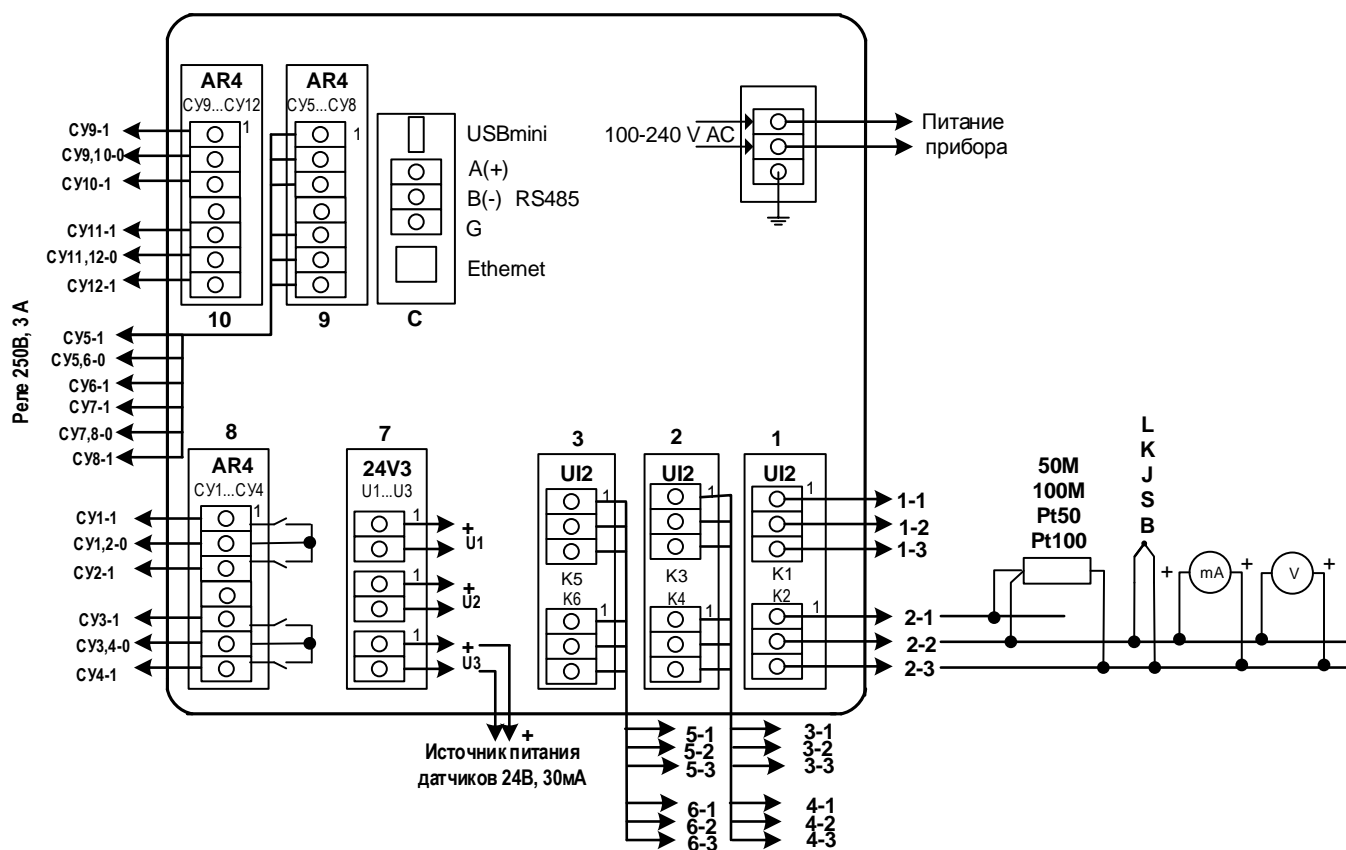 AR4
СУ9...СУ12
1
AR4
СУ5...СУ8
1
USBmini
A(+)
B(-) RS485
G
Ethernet
10
9
C
100-240 V AC
Питание
прибора
СУ9-1
СУ9,10-0
СУ10-1
СУ11-1
СУ11,12-0
СУ12-1
Реле 250В, 3 А
СУ5-1
СУ5,6-0
СУ6-1
СУ7-1
СУ7,8-0
СУ8-1
8
AR4
СУ1...СУ4
1
СУ1-1
СУ1,2-0
СУ2-1
СУ3-1
СУ3,4-0
СУ4-1
7
24V3
U1...U3
1
+
U1
1
+
U2
1
+
U3
+
Источник питания
датчиков 24В, 30мА
3
UI2
1
K5
K6
1
2
UI2
1
K3
K4
1
1
UI2
1
K1
K2
1
1-1
1-2
1-3
2-1
2-2
2-3
5-1
5-2
5-3
6-1
6-2
6-3
3-1
3-2
3-3
4-1
4-2
4-3
50М
100М
Pt50
Pt100
L
K
J
S
B
+
mA
+
+
V
+